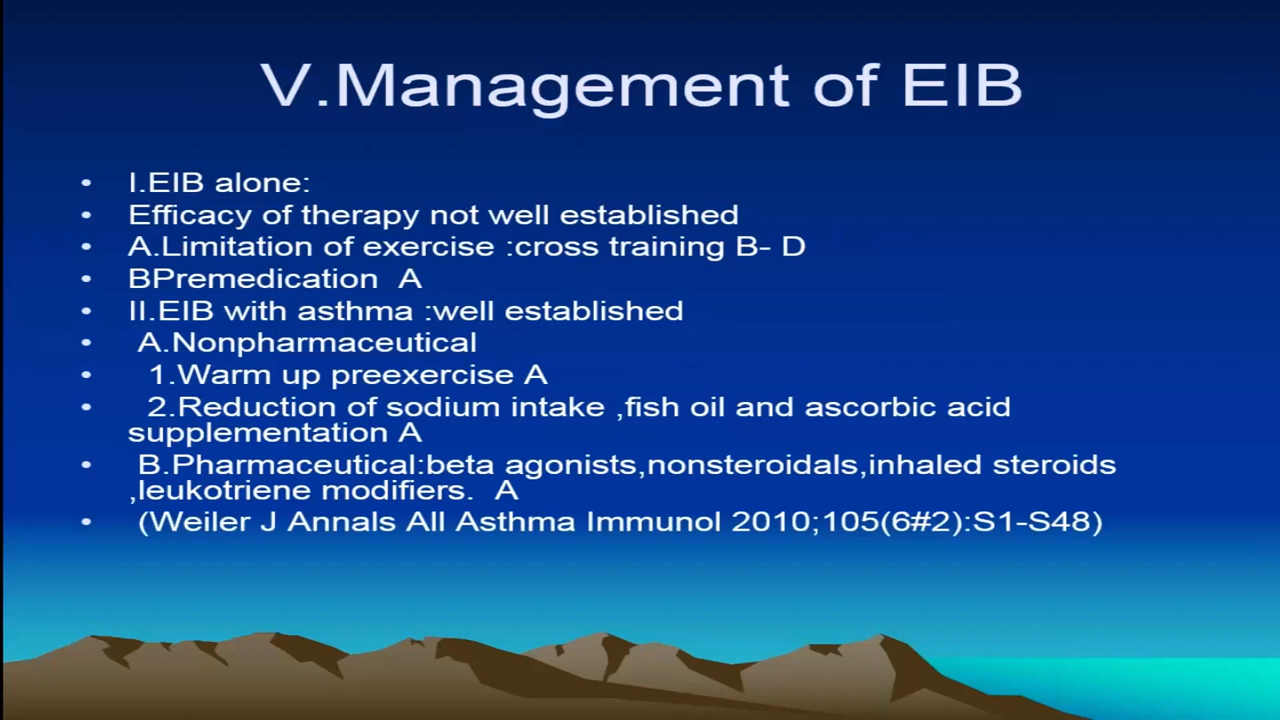 V.Management of EIB
• I.EIB alone:
• Efficacy of therapy not well established
• A.Limitation of exercise :cross training B- D
• BPremedication A
• II.EIB with asthma :well established
• A.Nonpharmaceutical
• 1.Warm up preexercise A
• 2.Reduction of sodium intake ,fish oil and ascorbic acid
supplementation A
• B.Pharmaceutical:beta agonists,nonsteroidals,inhaled steroids
,leukotriene modifiers. A
• (Weiler J Annals All Asthma Immunol 2010;105(6#2):S1-S48)